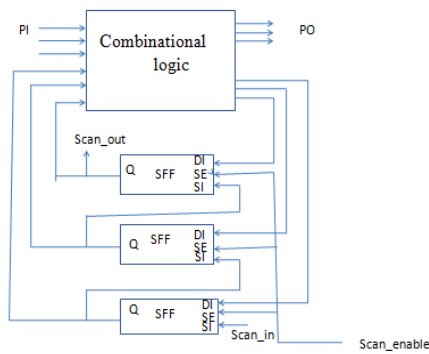 PI
Combinational
logic
PO
Scan_out
Q
SFF
DI
SE
SI
Q
SFF
DI
SE
SI
Q
SFF
DI
SE
SI
Scan_in
Scan_enable